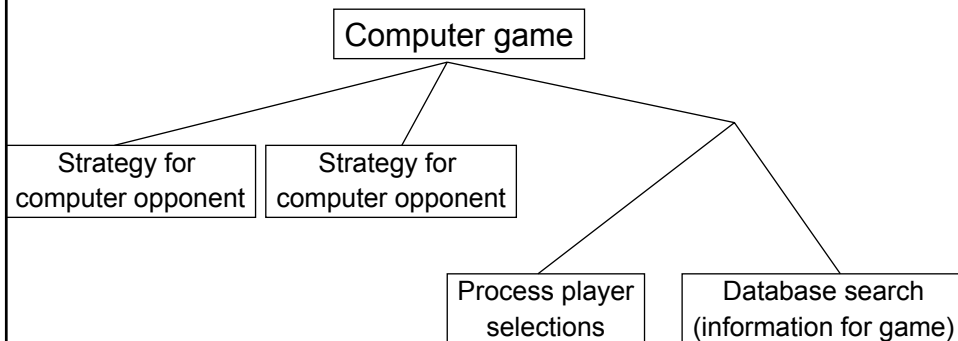 Computer game
Strategy for
computer opponent
Strategy for
computer opponent
Process player
selections
Database search
(information for game)